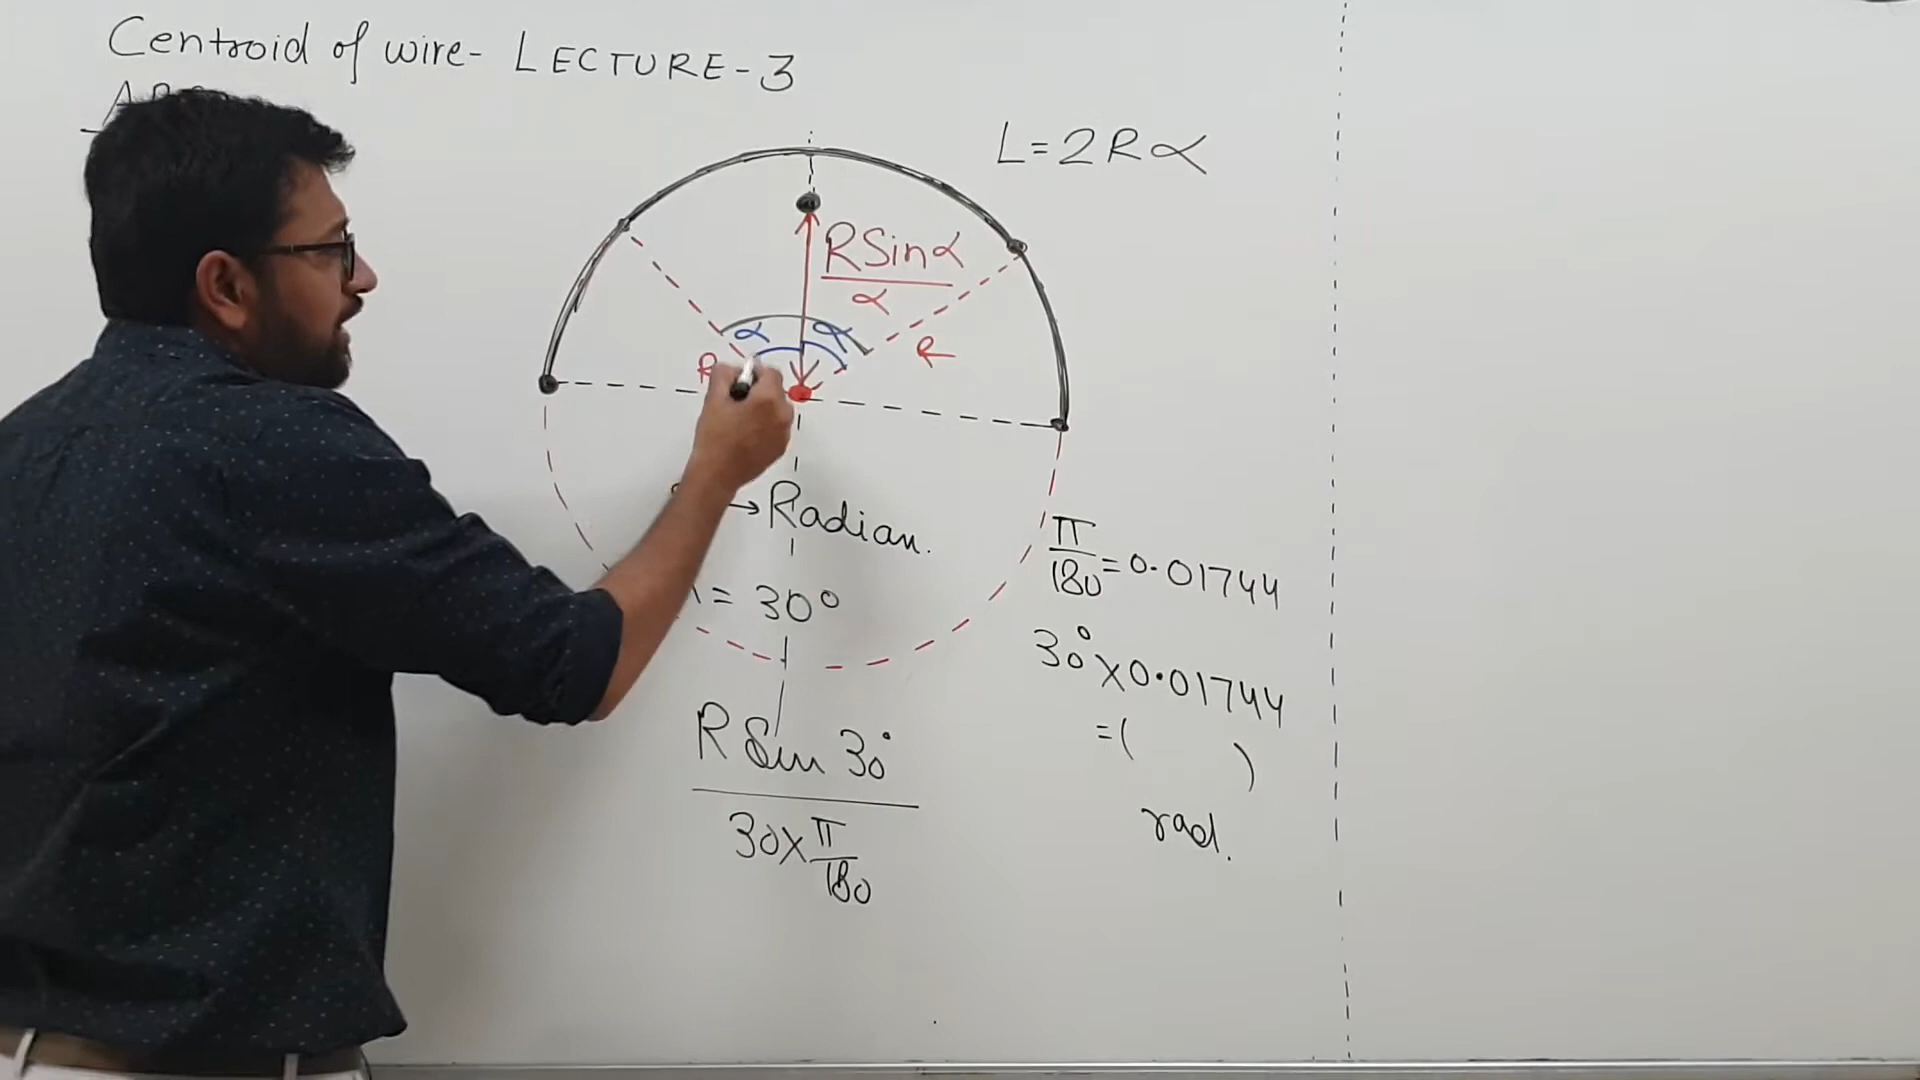 Centroid of wire- LECTURE-3
L=2Rα
RSinα
α
α α
R R
→Radian.
= 30°
π
180 =0.01744
30°×0.01744
=( )
rad.
R Sin 30°
30×π
180